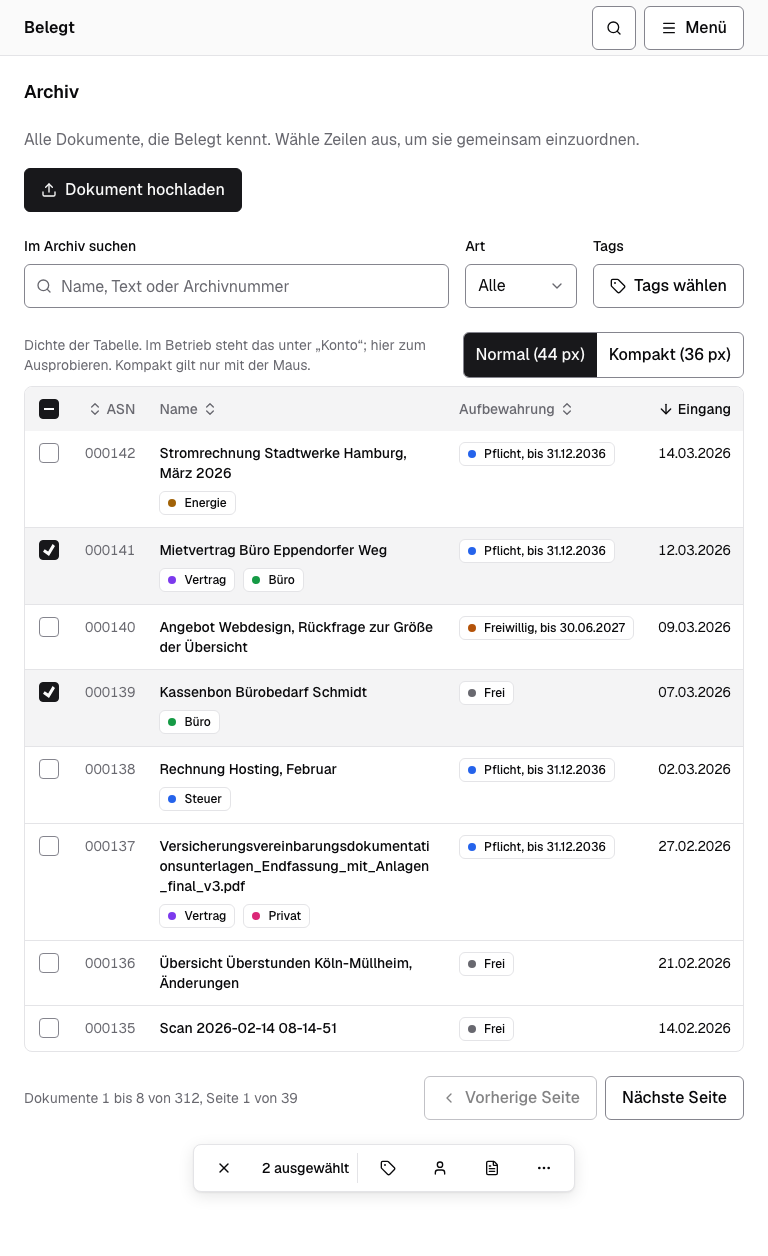 Belegt
Menü
Archiv
Alle Dokumente, die Belegt kennt. Wähle Zeilen aus, um sie gemeinsam einzuordnen.
Dokument hochladen
Im Archiv suchen
Art
Tags
Name, Text oder Archivnummer
Alle
Tags wählen
Dichte der Tabelle. Im Betrieb steht das unter „Konto“; hier zum
Ausprobieren. Kompakt gilt nur mit der Maus.
Normal (44 px)
Kompakt (36 px)
ASN
Name
Aufbewahrung
Eingang
000142
Stromrechnung Stadtwerke Hamburg,
März 2026
Energie
Pflicht, bis 31.12.2036
14.03.2026
000141
Mietvertrag Büro Eppendorfer Weg
Vertrag
Büro
Pflicht, bis 31.12.2036
12.03.2026
000140
Angebot Webdesign, Rückfrage zur Größe
der Übersicht
Freiwillig, bis 30.06.2027
09.03.2026
000139
Kassenbon Bürobedarf Schmidt
Büro
Frei
07.03.2026
000138
Rechnung Hosting, Februar
Steuer
Pflicht, bis 31.12.2036
02.03.2026
000137
Versicherungsvereinbarungsdokumentati
onsunterlagen_Endfassung_mit_Anlagen
_final_v3.pdf
Vertrag
Privat
Pflicht, bis 31.12.2036
27.02.2026
000136
Übersicht Überstunden Köln-Müllheim,
Änderungen
Frei
21.02.2026
000135
Scan 2026-02-14 08-14-51
Frei
14.02.2026
Dokumente 1 bis 8 von 312, Seite 1 von 39
Vorherige Seite
Nächste Seite
2 ausgewählt